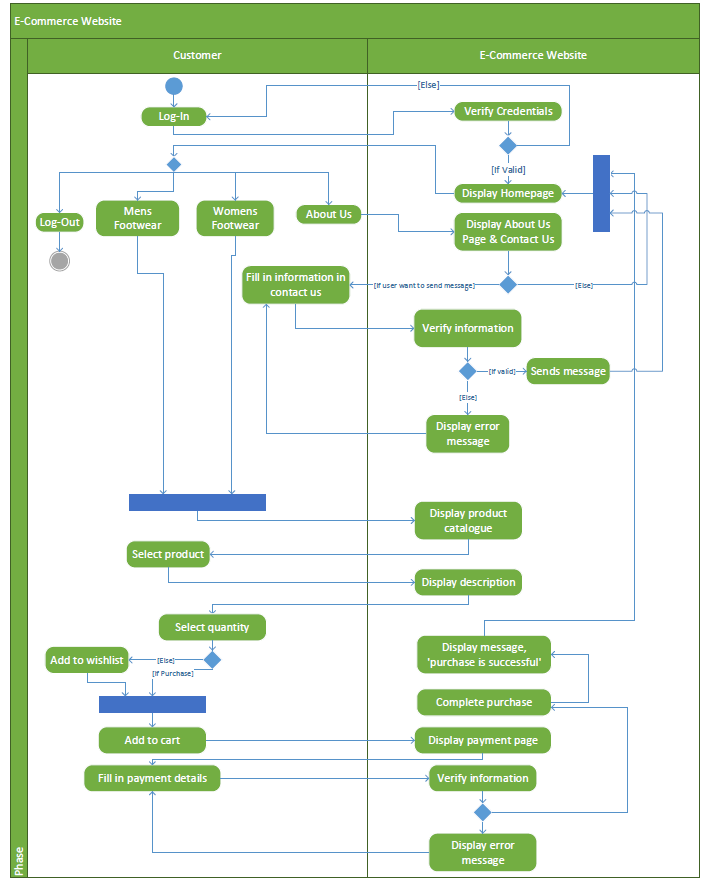 E-Commerce Website
Customer
E-Commerce Website
[Else]
Log-In
Verify Credentials
[If Valid]
Display Homepage
Mens
Footwear
Womens
Footwear
About Us
Log-Out
Display About Us
Page & Contact Us
Fill in information in
contact us
[If user want to send message]
[Else]
Verify information
[If valid]
Sends message
[Else]
Display error
message
Display product
catalogue
Select product
Display description
Select quantity
Display message,
'purchase is successful'
Add to wishlist
[Else]
[If Purchase]
Complete purchase
Add to cart
Display payment page
Fill in payment details
Verify information
Display error
message
Phase